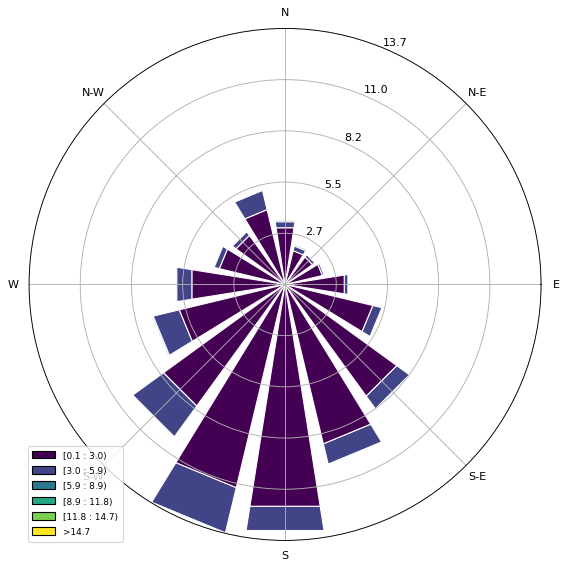 N
13.7
N-W
11.0
N-E
8.2
5.5
2.7
W
E
[0.1 : 3.0)
[3.0 : 5.9)
S-W
S-E
[5.9 : 8.9)
[8.9 : 11.8)
[11.8 : 14.7)
>14.7
S